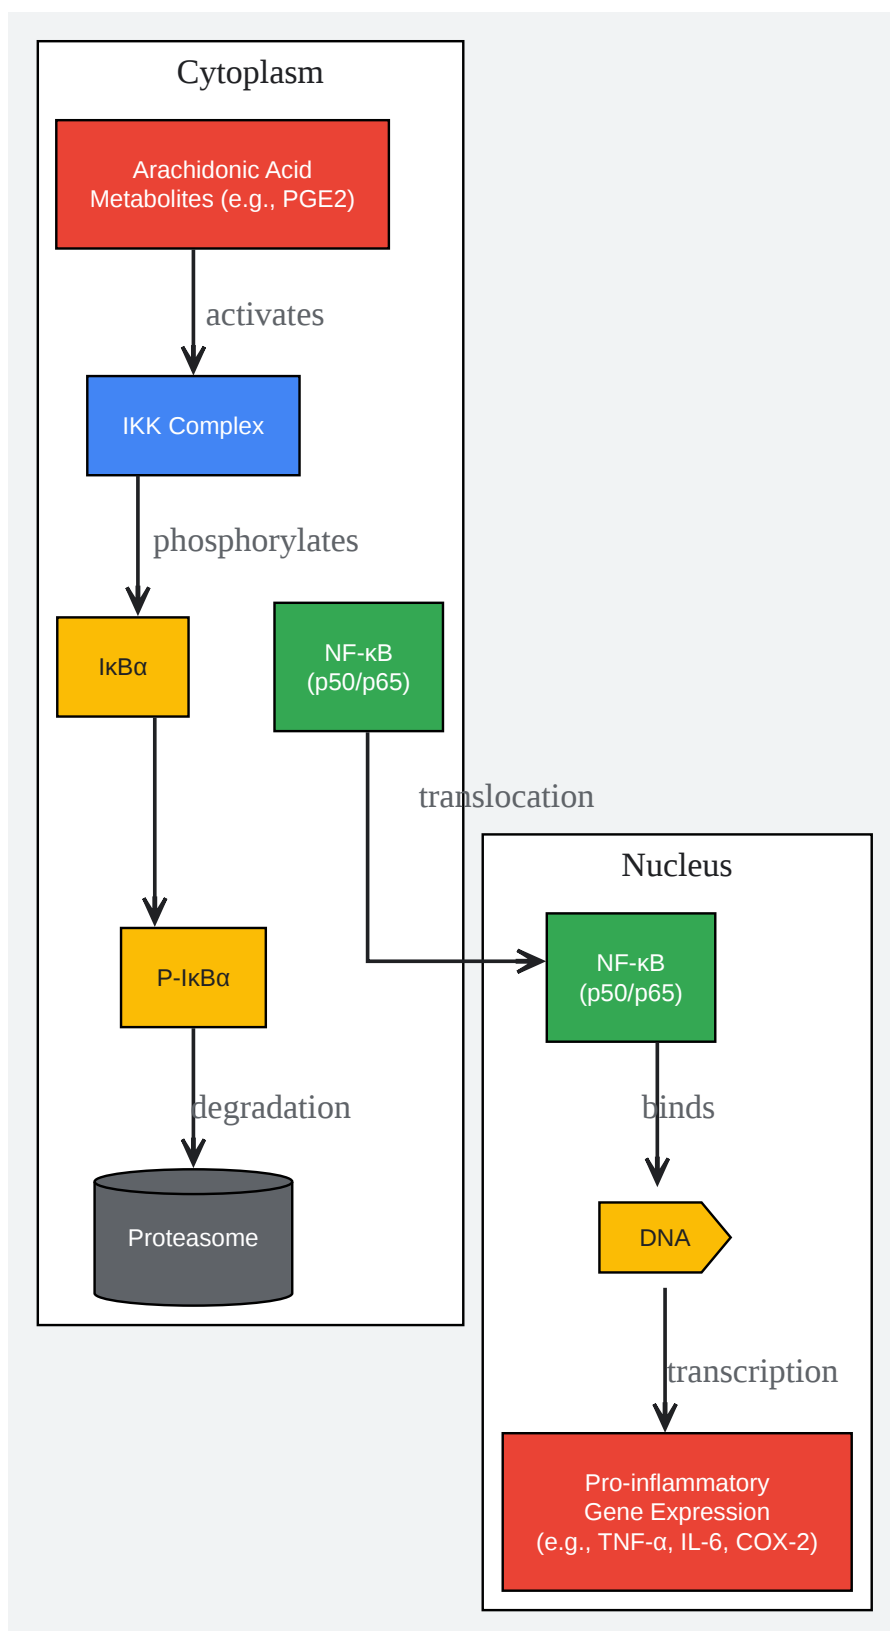 Cytoplasm
Arachidonic Acid
Metabolites (e.g., PGE2)
activates
IKK Complex
phosphorylates
IκBα
NF-κB
(p50/p65)
translocation
Nucleus
P-IκBα
NF-κB
(p50/p65)
degradation
binds
Proteasome
DNA
transcription
Pro-inflammatory
Gene Expression
(e.g., TNF-α, IL-6, COX-2)